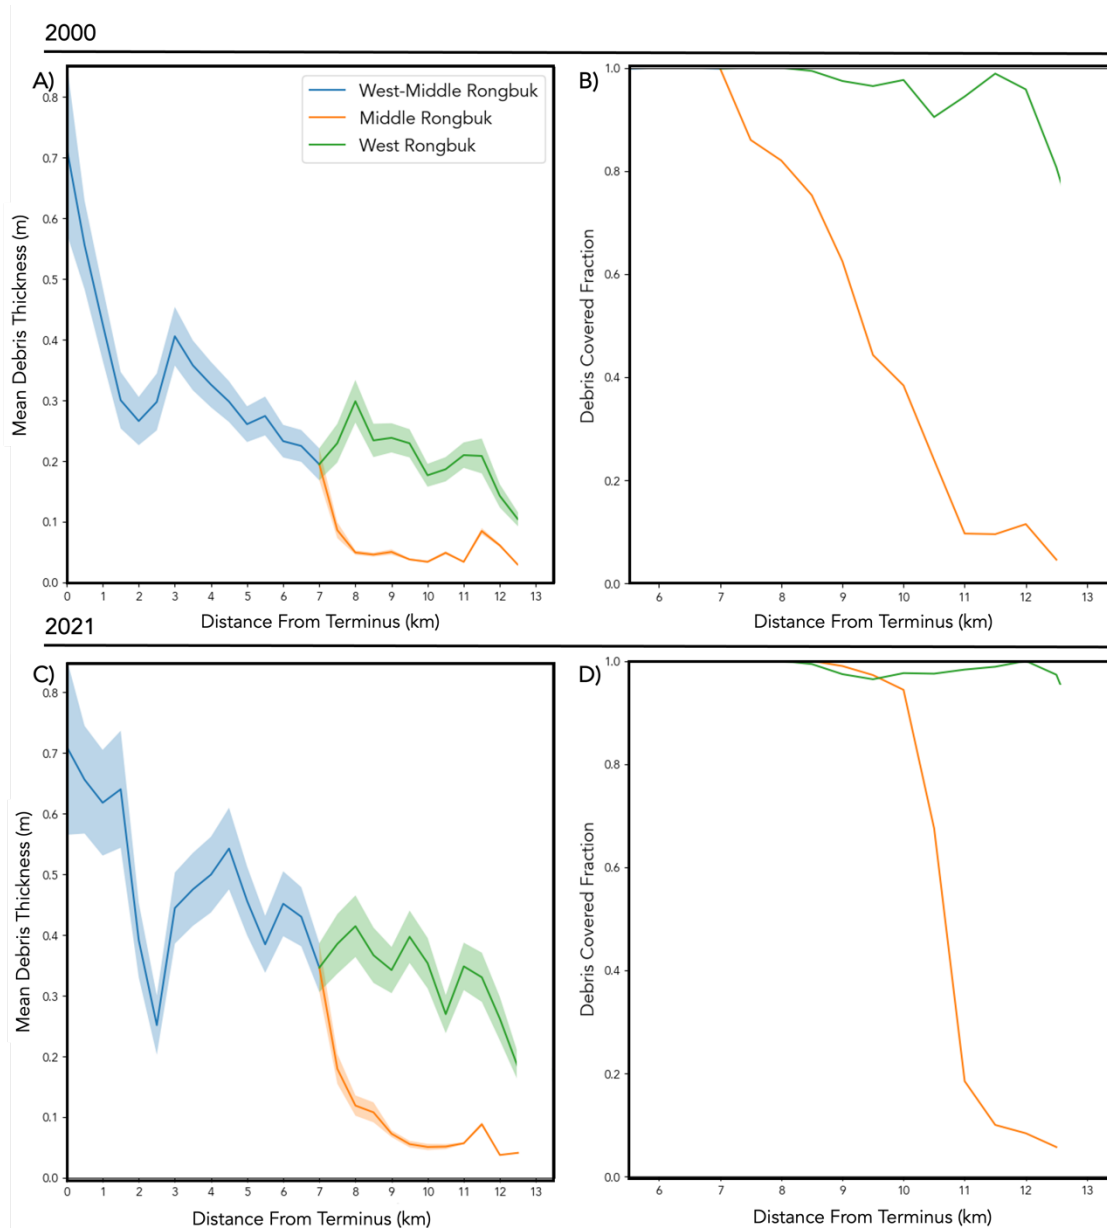 2000
A)
West-Middle Rongbuk
Middle Rongbuk
West Rongbuk
Mean Debris Thickness (m)
0.8
0.7
0.6
0.5
0.4
0.3
0.2
0.1
0.0
0 1 2 3 4 5 6 7 8 9 10 11 12 13
Distance From Terminus (km)
B)
Debris Covered Fraction
1.0
0.8
0.6
0.4
0.2
0.0
6 7 8 9 10 11 12 13
Distance From Terminus (km)
2021
C)
Mean Debris Thickness (m)
0.8
0.7
0.6
0.5
0.4
0.3
0.2
0.1
0.0
0 1 2 3 4 5 6 7 8 9 10 11 12 13
Distance From Terminus (km)
D)
Debris Covered Fraction
1.0
0.8
0.6
0.4
0.2
0.0
6 7 8 9 10 11 12 13
Distance From Terminus (km)